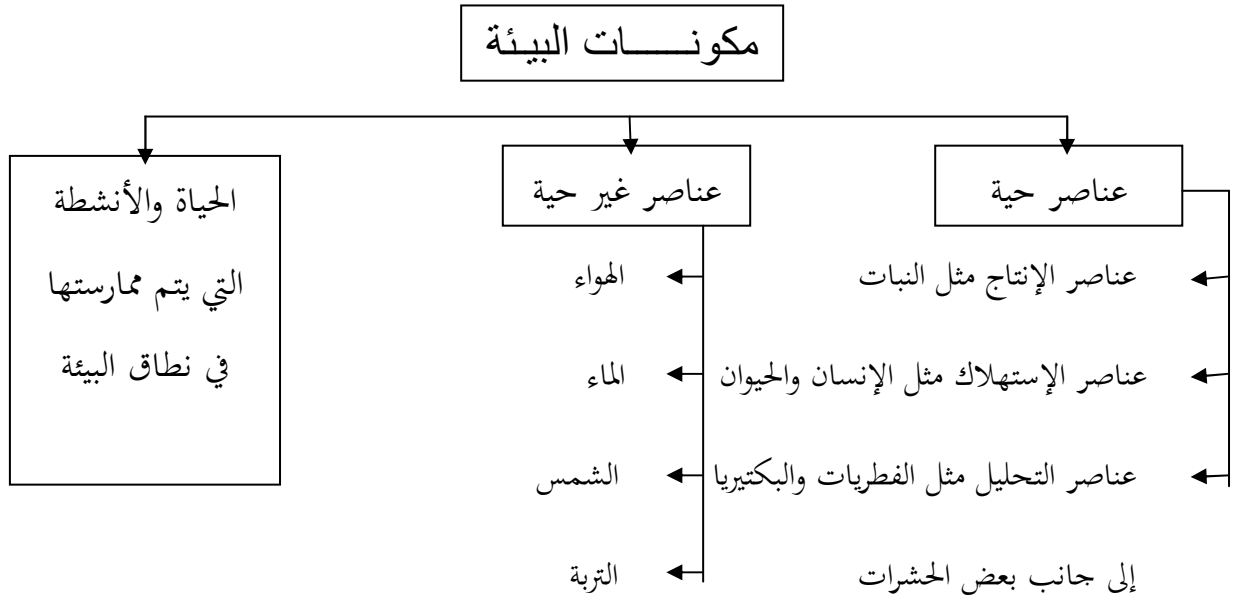 مكونـــــات البيئة
عناصر حية
عناصر الإنتاج مثل النبات
عناصر الإستهلاك مثل الإنسان والحيوان
عناصر التحليل مثل الفطريات والبكتيريا
إلى جانب بعض الحشرات
عناصر غير حية
الهواء
الماء
الشمس
التربة
الحياة والأنشطة
التي يتم ممارستها
في نطاق البيئة